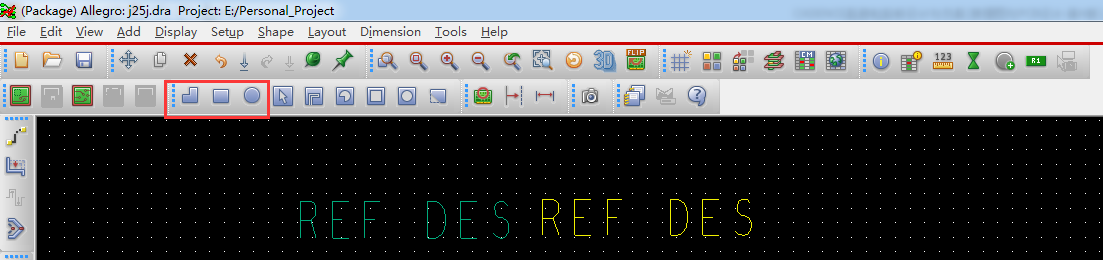 (Package) Allegro: j25j.dra Project: E:/Personal_Project
File Edit View Add Display Setup Shape Layout Dimension Tools Help
3D FLIP CM 123 R1
REF DES REF DES